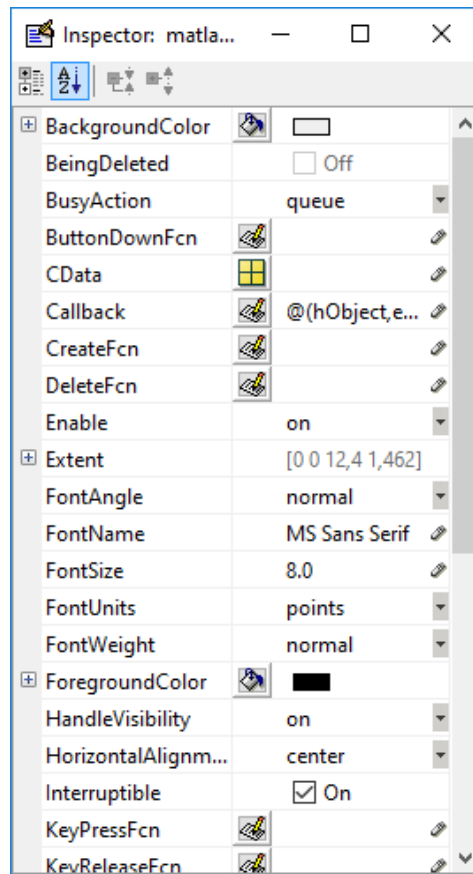 Inspector: matla...
BackgroundColor
BeingDeleted Off
BusyAction queue
ButtonDownFcn
CData
Callback @(hObject,e...
CreateFcn
DeleteFcn
Enable on
Extent [0 0 12,4 1,462]
FontAngle normal
FontName MS Sans Serif
FontSize 8.0
FontUnits points
FontWeight normal
ForegroundColor
HandleVisibility on
HorizontalAlignm... center
Interruptible On
KeyPressFcn
KeyReleaseFcn